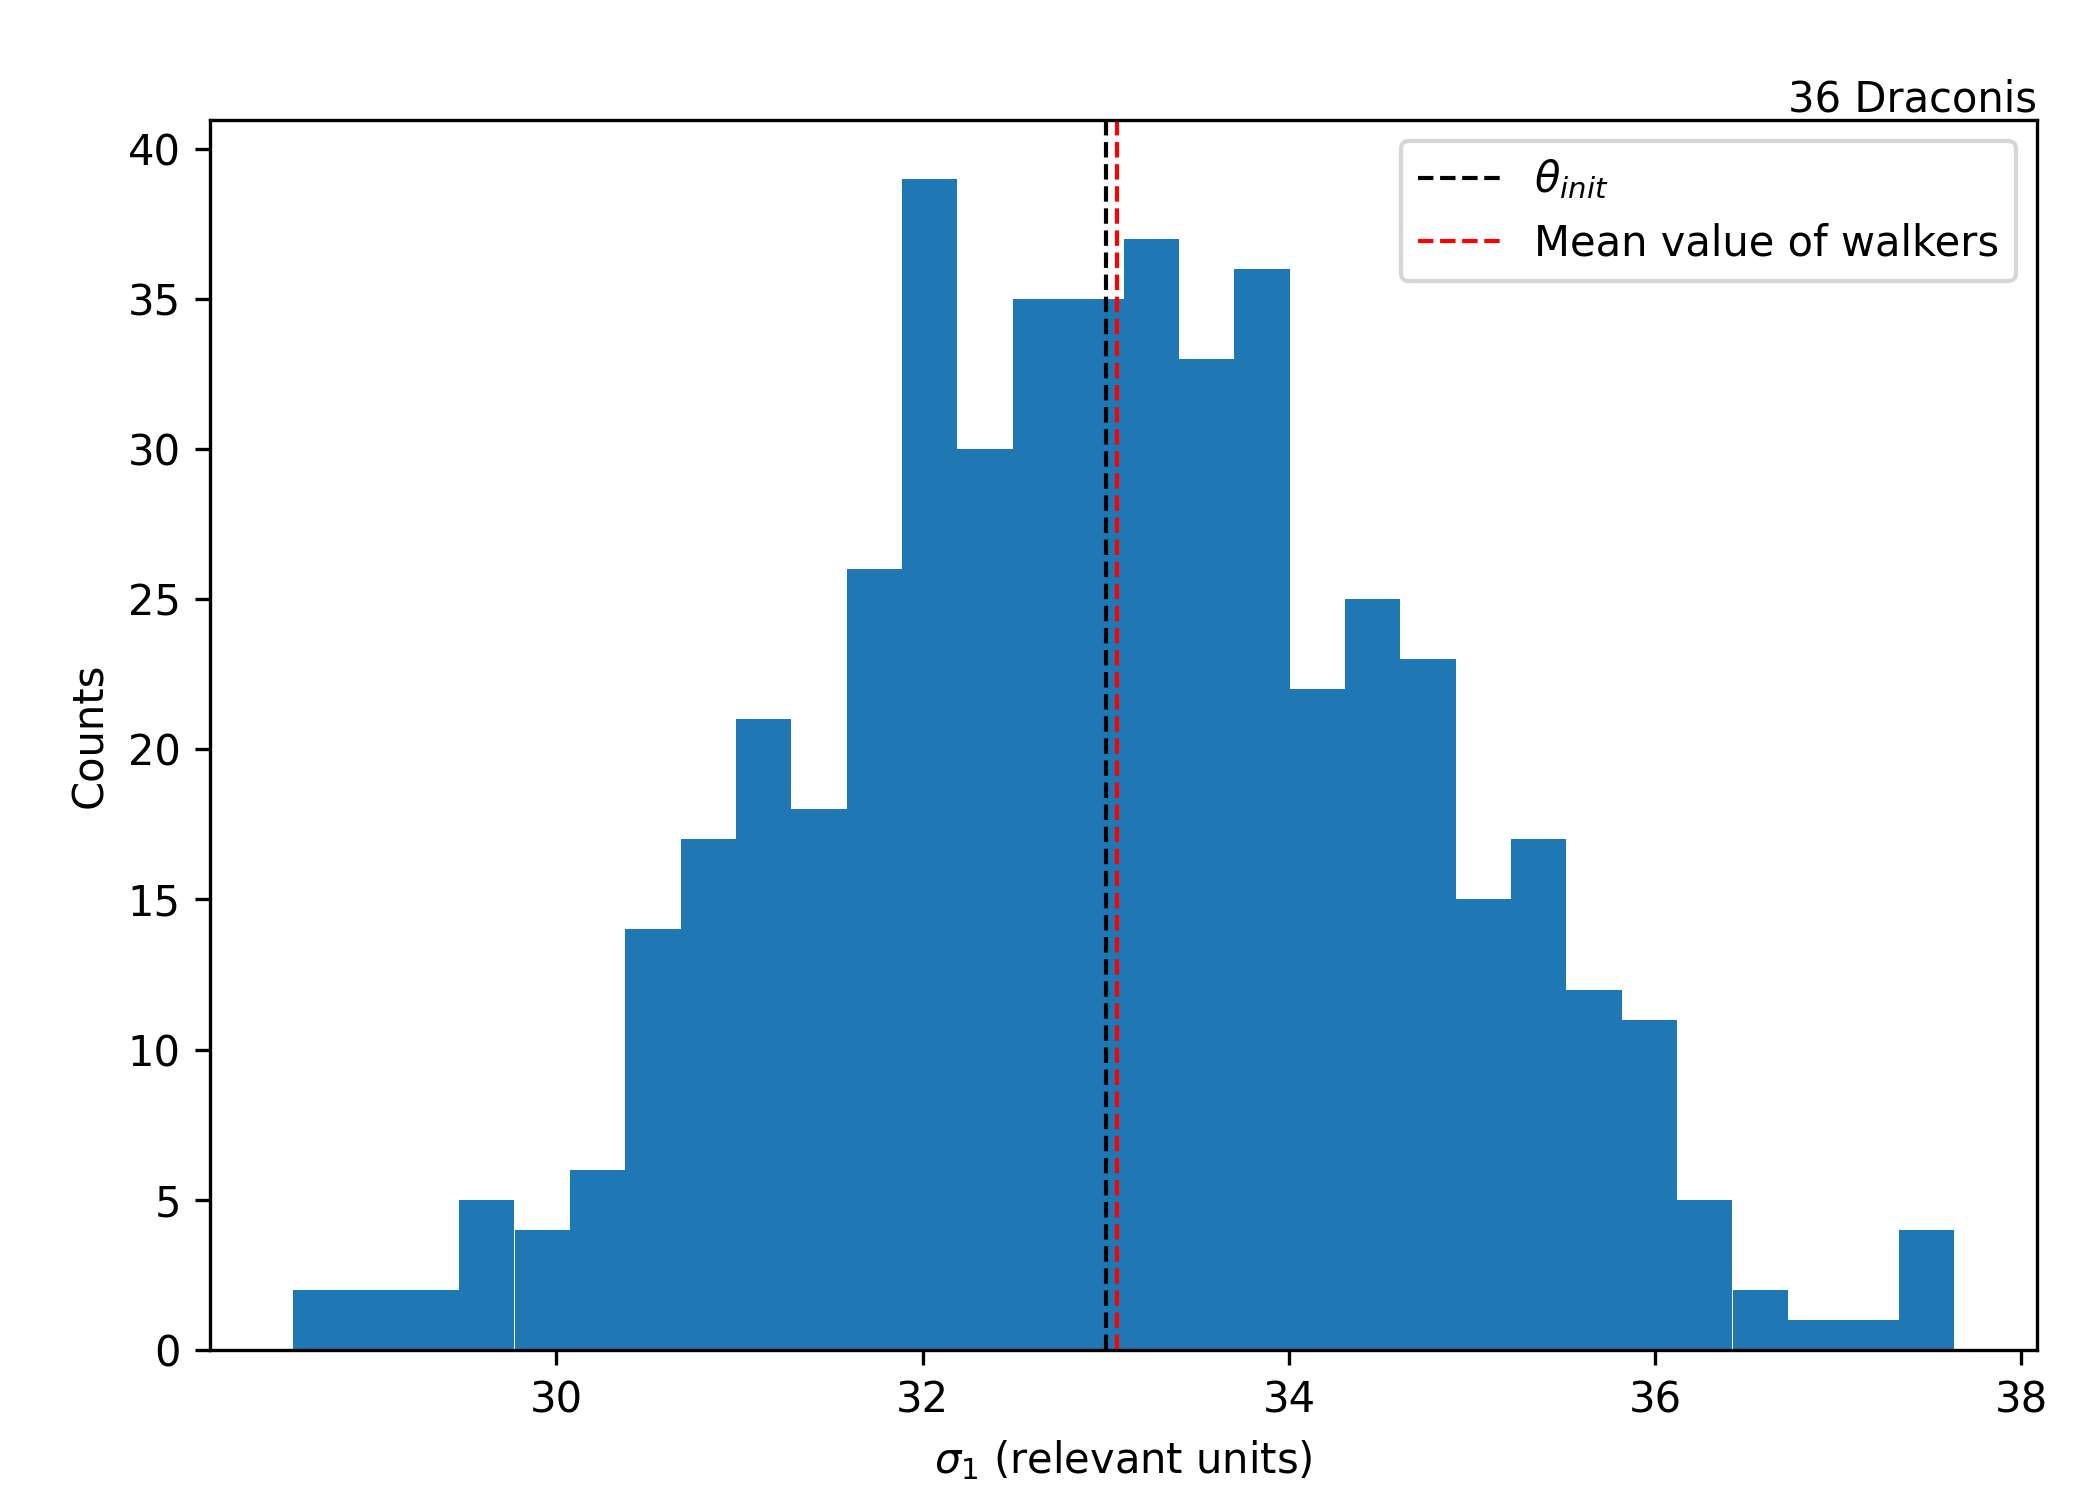 36 Draconis
θinit
Mean value of walkers
40
35
30
25
20
15
10
5
0
Counts
30 32 34 36 38
σ1 (relevant units)